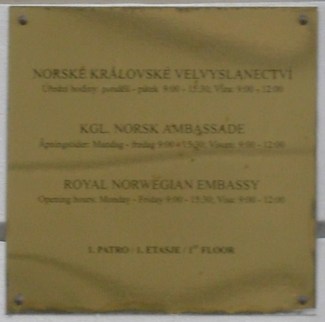 NORSKÉ KRÁLOVSKÉ VELVYSLANECTVÍ
Úřední hodiny: pondělí - pátek 9:00 - 15:30, Víza: 9:00 - 12:00
KGL. NORSK AMBASSADE
Åpningstider: Mandag - fredag 9:00 - 15:30, Visum: 9:00 - 12:00
ROYAL NORWEGIAN EMBASSY
Opening hours: Monday - Friday 9:00 - 15:30, Visa: 9:00 - 12:00
1. PATRO / 1. ETASJE / 1ST FLOOR